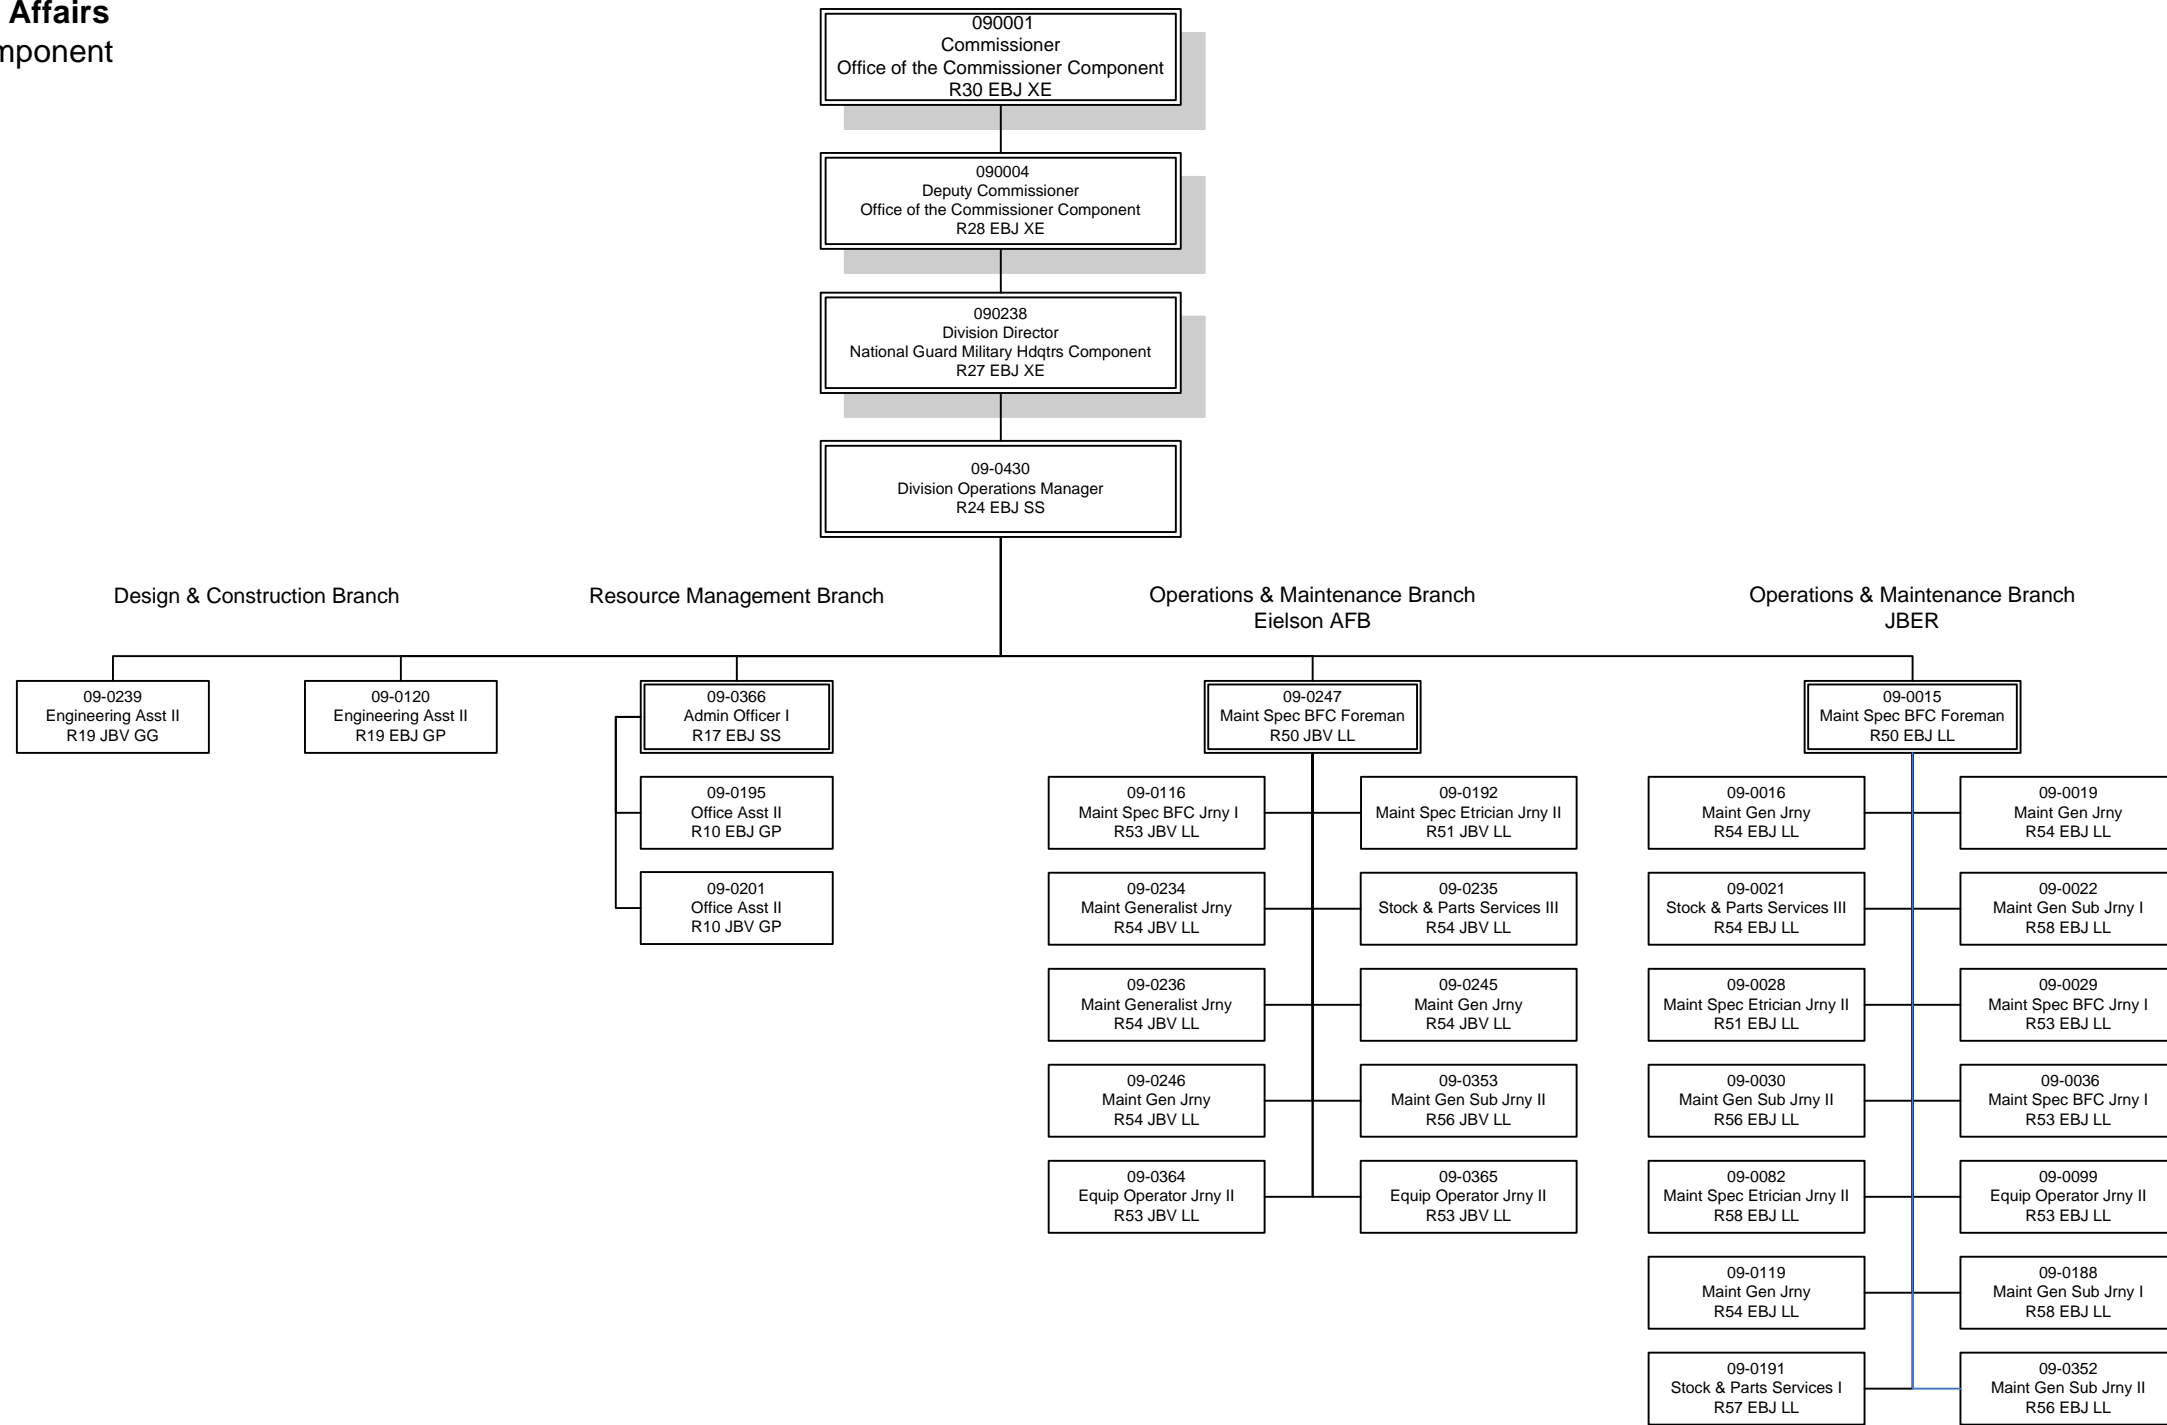 Affairs
090001
Commissioner
Office of the Commissioner Component
R30 EBJ XE
090004
Deputy Commissioner
Office of the Commissioner Component
R28 EBJ XE
090238
Division Director
National Guard Military Hdqtrs Component
R27 EBJ XE
09-0430
Division Operations Manager
R24 EBJ SS
Design & Construction Branch
Resource Management Branch
Operations & Maintenance Branch
Eielson AFB
Operations & Maintenance Branch
JBER
09-0239
Engineering Asst II
R19 JBV GG
09-0120
Engineering Asst II
R19 EBJ GP
09-0366
Admin Officer I
R17 EBJ SS
09-0195
Office Asst II
R10 EBJ GP
09-0201
Office Asst II
R10 JBV GP
09-0247
Maint Spec BFC Foreman
R50 JBV LL
09-0116
Maint Spec BFC Jrny I
R53 JBV LL
09-0192
Maint Spec Etrician Jrny II
R51 JBV LL
09-0234
Maint Generalist Jrny
R54 JBV LL
09-0235
Stock & Parts Services III
R54 JBV LL
09-0236
Maint Generalist Jrny
R54 JBV LL
09-0245
Maint Gen Jrny
R54 JBV LL
09-0246
Maint Gen Jrny
R54 JBV LL
09-0353
Maint Gen Sub Jrny II
R56 JBV LL
09-0364
Equip Operator Jrny II
R53 JBV LL
09-0365
Equip Operator Jrny II
R53 JBV LL
09-0015
Maint Spec BFC Foreman
R50 EBJ LL
09-0016
Maint Gen Jrny
R54 EBJ LL
09-0019
Maint Gen Jrny
R54 EBJ LL
09-0021
Stock & Parts Services III
R54 EBJ LL
09-0022
Maint Gen Sub Jrny I
R58 EBJ LL
09-0028
Maint Spec Etrician Jrny II
R51 EBJ LL
09-0029
Maint Spec BFC Jrny I
R53 EBJ LL
09-0030
Maint Gen Sub Jrny II
R56 EBJ LL
09-0036
Maint Spec BFC Jrny I
R53 EBJ LL
09-0082
Maint Spec Etrician Jrny II
R58 EBJ LL
09-0099
Equip Operator Jrny II
R53 EBJ LL
09-0119
Maint Gen Jrny
R54 EBJ LL
09-0188
Maint Gen Sub Jrny I
R58 EBJ LL
09-0191
Stock & Parts Services I
R57 EBJ LL
09-0352
Maint Gen Sub Jrny II
R56 EBJ LL